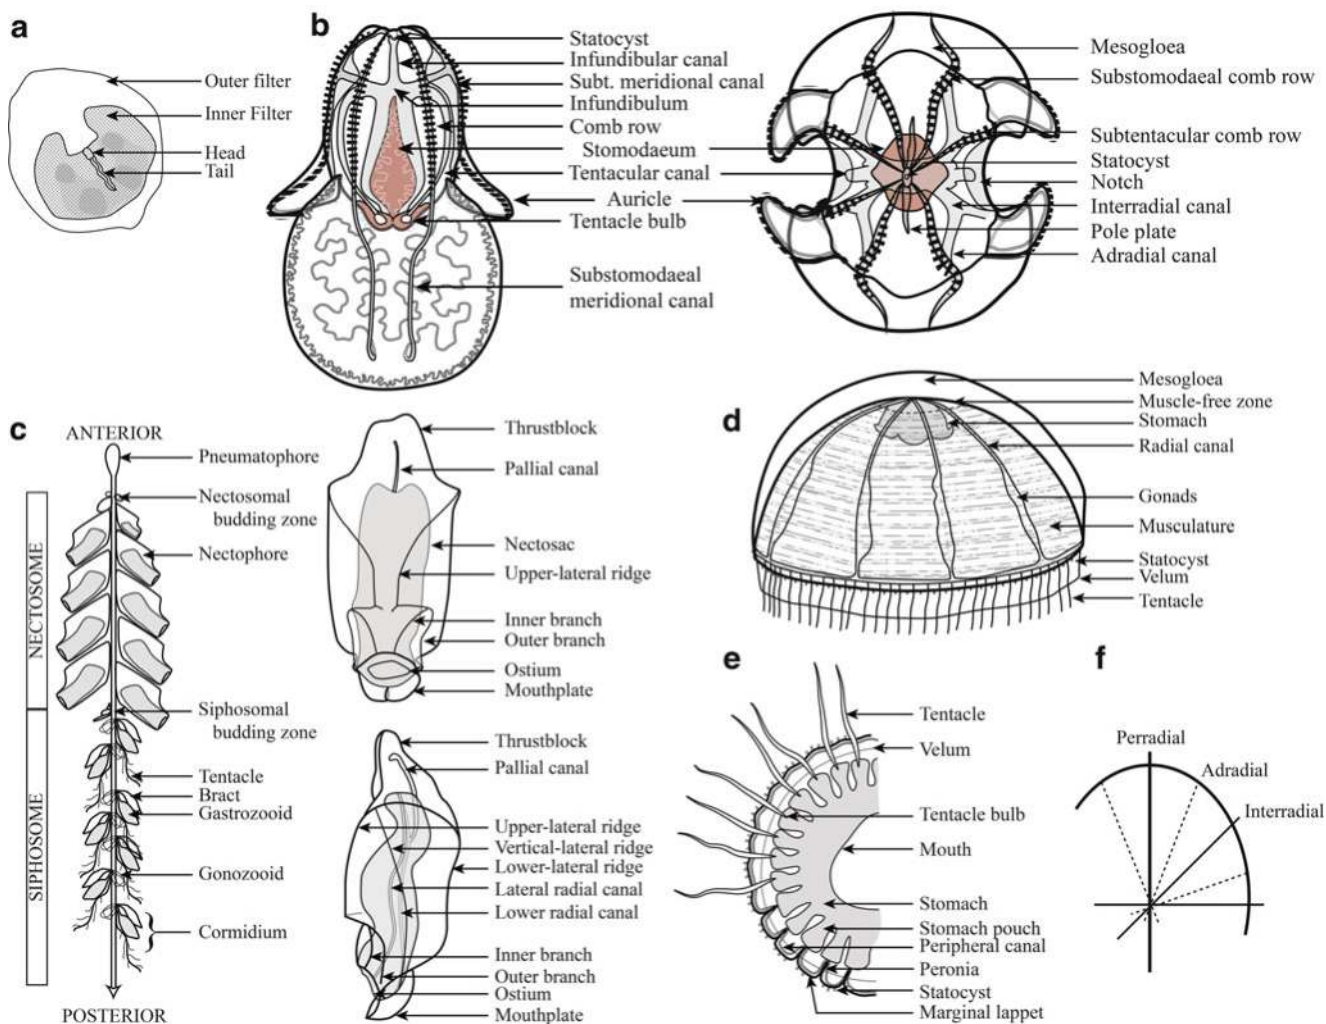 a
Outer filter
Inner Filter
Head
Tail
b
Statocyst
Infundibular canal
Subt. meridional canal
Infundibulum
Comb row
Stomodaeum
Tentacular canal
Auricle
Tentacle bulb
Substomodaeal
meridional canal
Mesogloea
Substomodaeal comb row
Subtentacular comb row
Statocyst
Notch
Interradial canal
Pole plate
Adradial canal
c
ANTERIOR
Pneumatophore
Nectosomal
budding zone
Nectophore
NECTOSOME
Siphosomal
budding zone
Tentacle
Bract
Gastrozooid
Gonozooid
Cormidium
SIPHOSOME
POSTERIOR
Thrustblock
Pallial canal
Nectosac
Upper-lateral ridge
Inner branch
Outer branch
Ostium
Mouthplate
Thrustblock
Pallial canal
Upper-lateral ridge
Vertical-lateral ridge
Lower-lateral ridge
Lateral radial canal
Lower radial canal
Inner branch
Outer branch
Ostium
Mouthplate
d
Mesogloea
Muscle-free zone
Stomach
Radial canal
Gonads
Musculature
Statocyst
Velum
Tentacle
e
Tentacle
Velum
Tentacle bulb
Mouth
Stomach
Stomach pouch
Peripheral canal
Peronia
Statocyst
Marginal lappet
f
Perradial
Adradial
Interradial